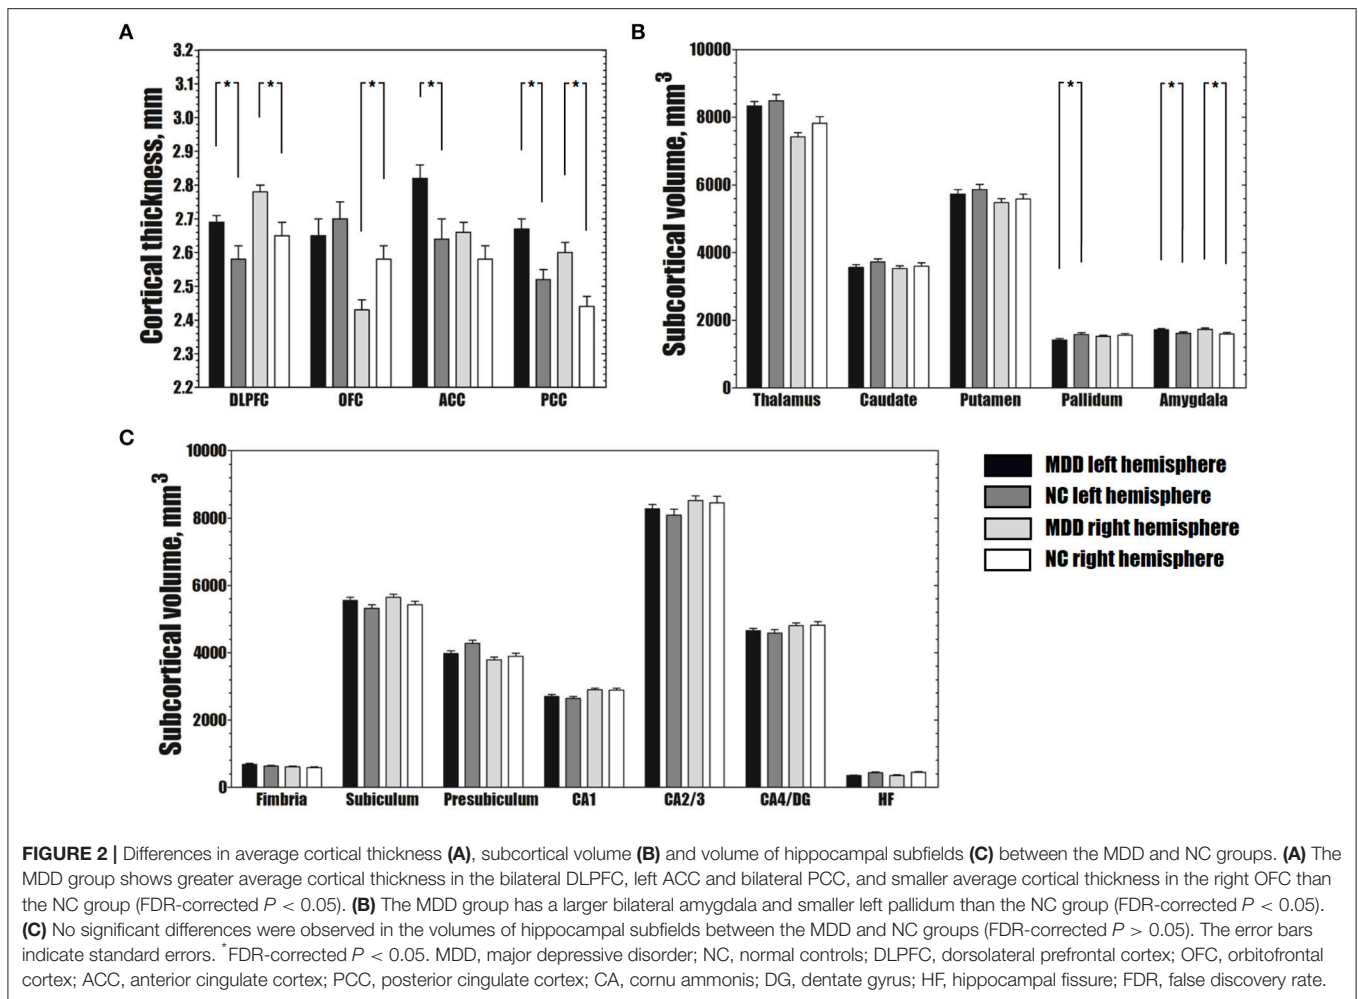 A
3.2
3.1
3.0
2.9
2.8
2.7
2.6
2.5
2.4
2.3
2.2
Cortical thickness, mm
* * * * * *
DLPFC OFC ACC PCC
B
10000
8000
6000
4000
2000
0
Subcortical volume, mm³
* * *
Thalamus Caudate Putamen Pallidum Amygdala
C
10000
8000
6000
4000
2000
0
Subcortical volume, mm³
Fimbria Subiculum Presubiculum CA1 CA2/3 CA4/DG HF
MDD left hemisphere
NC left hemisphere
MDD right hemisphere
NC right hemisphere
FIGURE 2 | Differences in average cortical thickness (A), subcortical volume (B) and volume of hippocampal subfields (C) between the MDD and NC groups. (A) The
MDD group shows greater average cortical thickness in the bilateral DLPFC, left ACC and bilateral PCC, and smaller average cortical thickness in the right OFC than
the NC group (FDR-corrected P < 0.05). (B) The MDD group has a larger bilateral amygdala and smaller left pallidum than the NC group (FDR-corrected P < 0.05).
(C) No significant differences were observed in the volumes of hippocampal subfields between the MDD and NC groups (FDR-corrected P > 0.05). The error bars
indicate standard errors. *FDR-corrected P < 0.05. MDD, major depressive disorder; NC, normal controls; DLPFC, dorsolateral prefrontal cortex; OFC, orbitofrontal
cortex; ACC, anterior cingulate cortex; PCC, posterior cingulate cortex; CA, cornu ammonis; DG, dentate gyrus; HF, hippocampal fissure; FDR, false discovery rate.